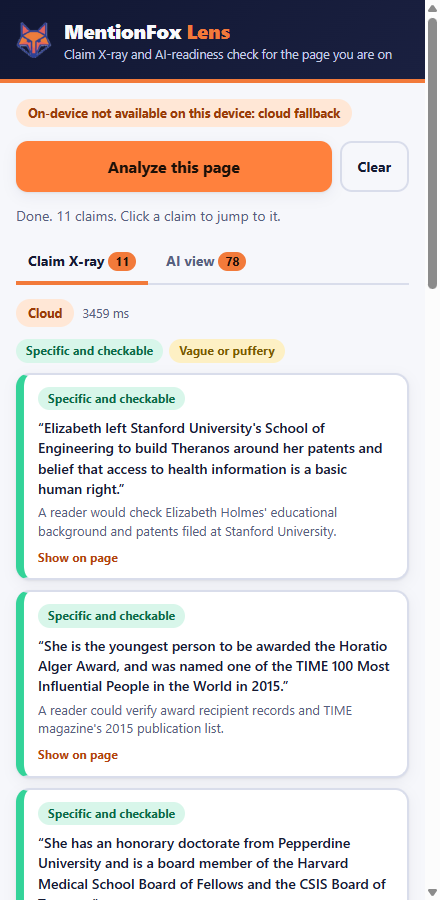 MentionFox Lens
Claim X-ray and AI-readiness check for the page you are on
On-device not available on this device: cloud fallback
Analyze this page
Clear
Done. 11 claims. Click a claim to jump to it.
Claim X-ray 11
AI view 78
Cloud 3459 ms
Specific and checkable
Vague or puffery
Specific and checkable
“Elizabeth left Stanford University's School of
Engineering to build Theranos around her patents and
belief that access to health information is a basic
human right.”
A reader would check Elizabeth Holmes' educational
background and patents filed at Stanford University.
Show on page
Specific and checkable
“She is the youngest person to be awarded the Horatio
Alger Award, and was named one of the TIME 100 Most
Influential People in the World in 2015.”
A reader could verify award recipient records and TIME
magazine's 2015 publication list.
Show on page
Specific and checkable
“She has an honorary doctorate from Pepperdine
University and is a board member of the Harvard
Medical School Board of Fellows and the CSIS Board of